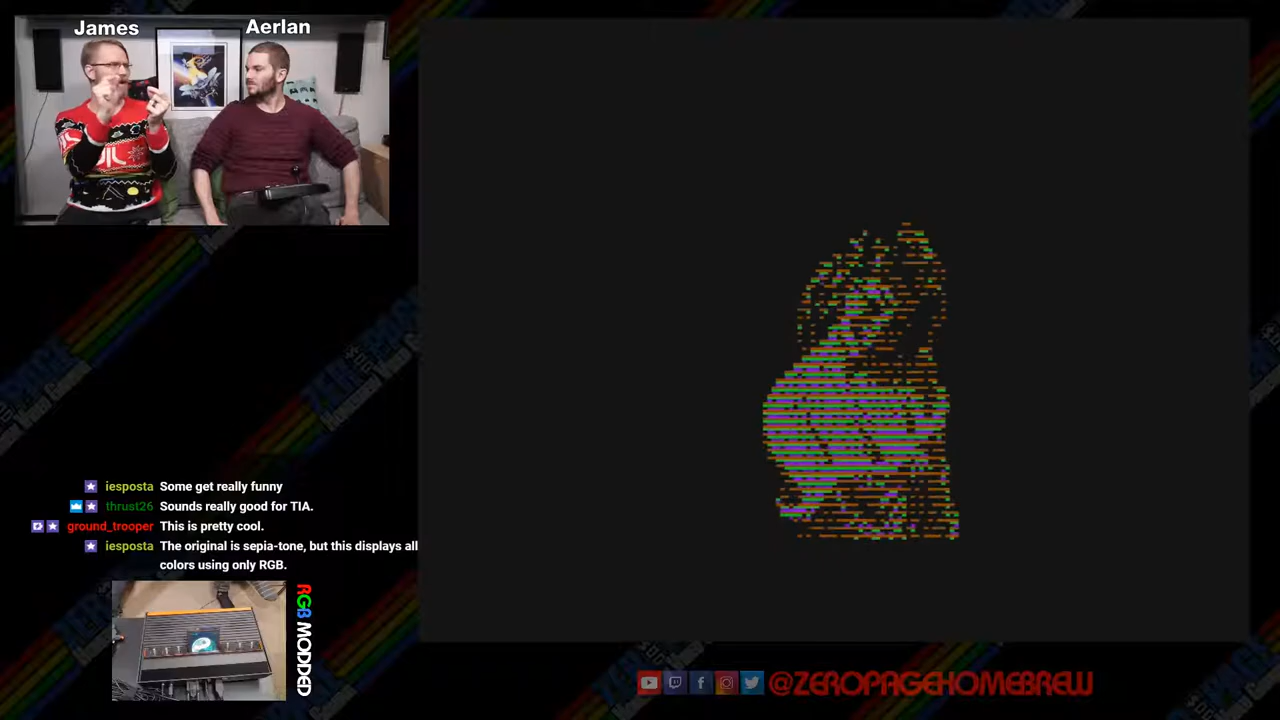 James
Aerlan
iesposta Some get really funny
thrust26 Sounds really good for TIA.
ground_trooper This is pretty cool.
iesposta The original is sepia-tone, but this displays all
colors using only RGB.
RGB MODDED
@ZEROPAGEHOMEBREW